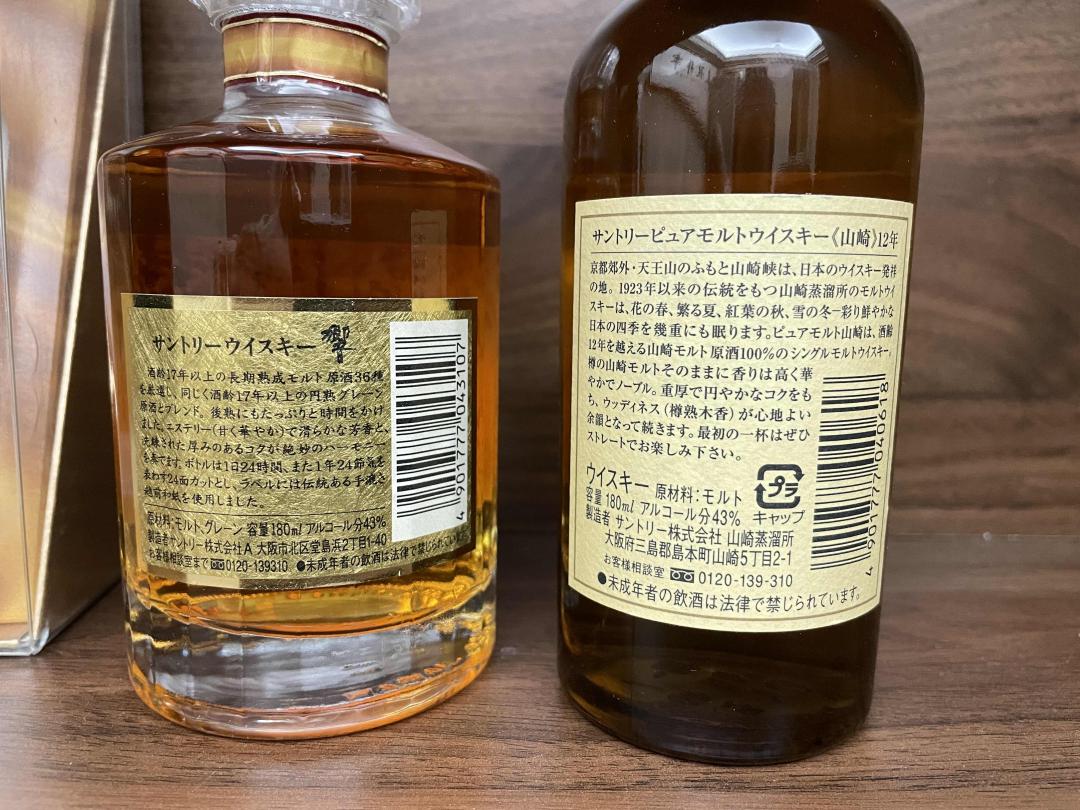 サントリーウイスキー 響
酒齢17年以上の長期熟成モルト原酒36種
を厳選し、同じく酒齢17年以上の円熟グレーン
原酒とブレンド。後熟にもたっぷりと時間をかけ
ました。エステリー(甘く華やか)で滑らかな芳香と、
洗練された厚みのあるコクが絶妙のハーモニー
を奏でます。ボトルは1日24時間、また1年24節気を
表わす24面カットとし、ラベルには伝統ある手漉き
越前和紙を使用しました。
原材料:モルト、グレーン 容量180ml アルコール分43%
製造者サントリー株式会社A 大阪市北区堂島浜2丁目1-40
お客様相談室まで 0120-139310 ●未成年者の飲酒は法律で禁じられています
4 901777 043107
サントリーピュアモルトウイスキー《山崎》12年
京都郊外・天王山のふもと山崎峡は、日本のウイスキー発祥
の地。1923年以来の伝統をもつ山崎蒸溜所のモルトウイ
スキーは、花の春、繁る夏、紅葉の秋、雪の冬─彩り鮮やかな
日本の四季を幾重にも眠ります。ピュアモルト山崎は、酒齢
12年を越える山崎モルト原酒100%のシングルモルトウイスキー。
樽の山崎モルトそのままに香りは高く華
やかでノーブル。重厚で円やかなコクをも
ち、ウッディネス(樽熟木香)が心地よい
余韻となって続きます。最初の一杯はぜひ
ストレートでお楽しみ下さい。
ウイスキー 原材料:モルト
容量180ml アルコール分43%
プラ
キャップ
製造者 サントリー株式会社 山崎蒸溜所
大阪府三島郡島本町山崎5丁目2-1
お客様相談室 0120-139-310
●未成年者の飲酒は法律で禁じられています。
4 901777 040618